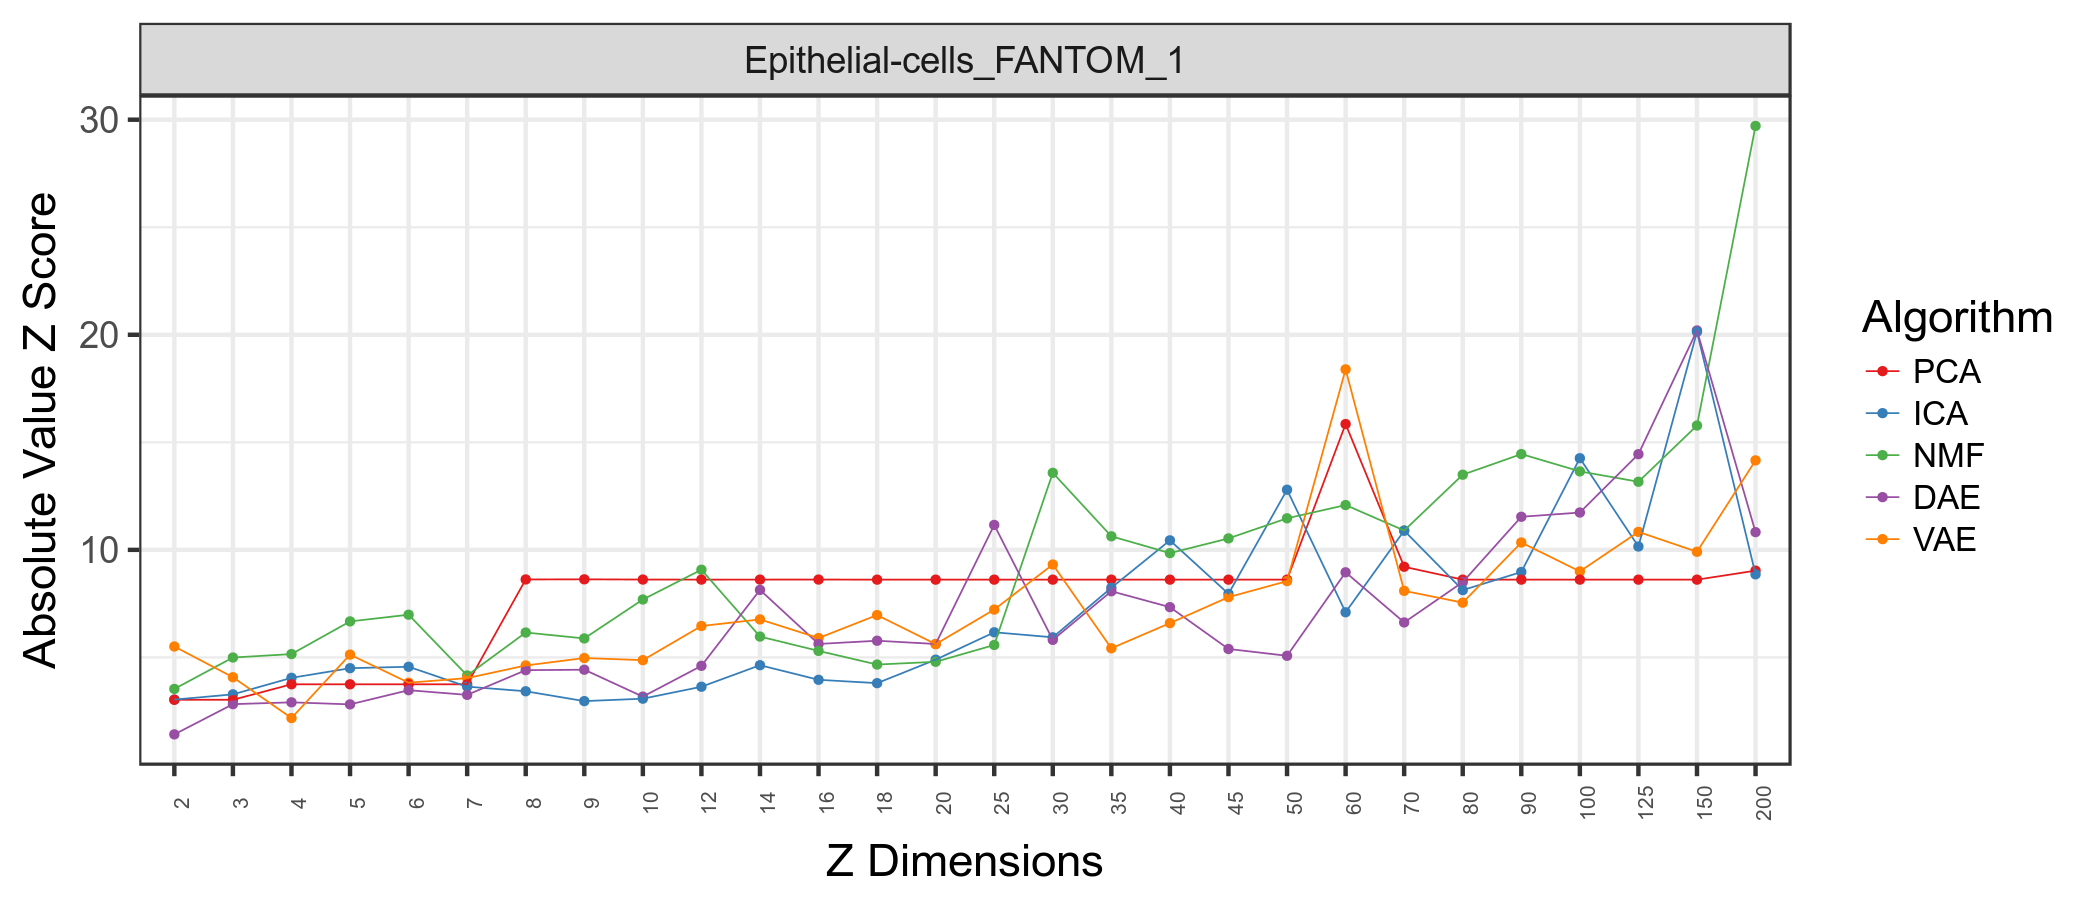 Epithelial-cells_FANTOM_1
30
20
10
Absolute Value Z Score
2 3 4 5 6 7 8 9 10 12 14 16 18 20 25 30 35 40 45 50 60 70 80 90 100 125 150 200
Z Dimensions
Algorithm
PCA
ICA
NMF
DAE
VAE